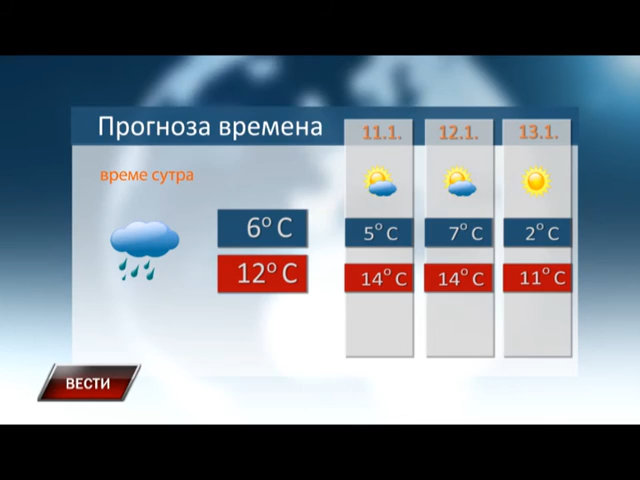 Прогноза времена
време сутра
6°C
12°C
11.1.
5°C
14°C
12.1.
7°C
14°C
13.1.
2°C
11°C
ВЕСТИ